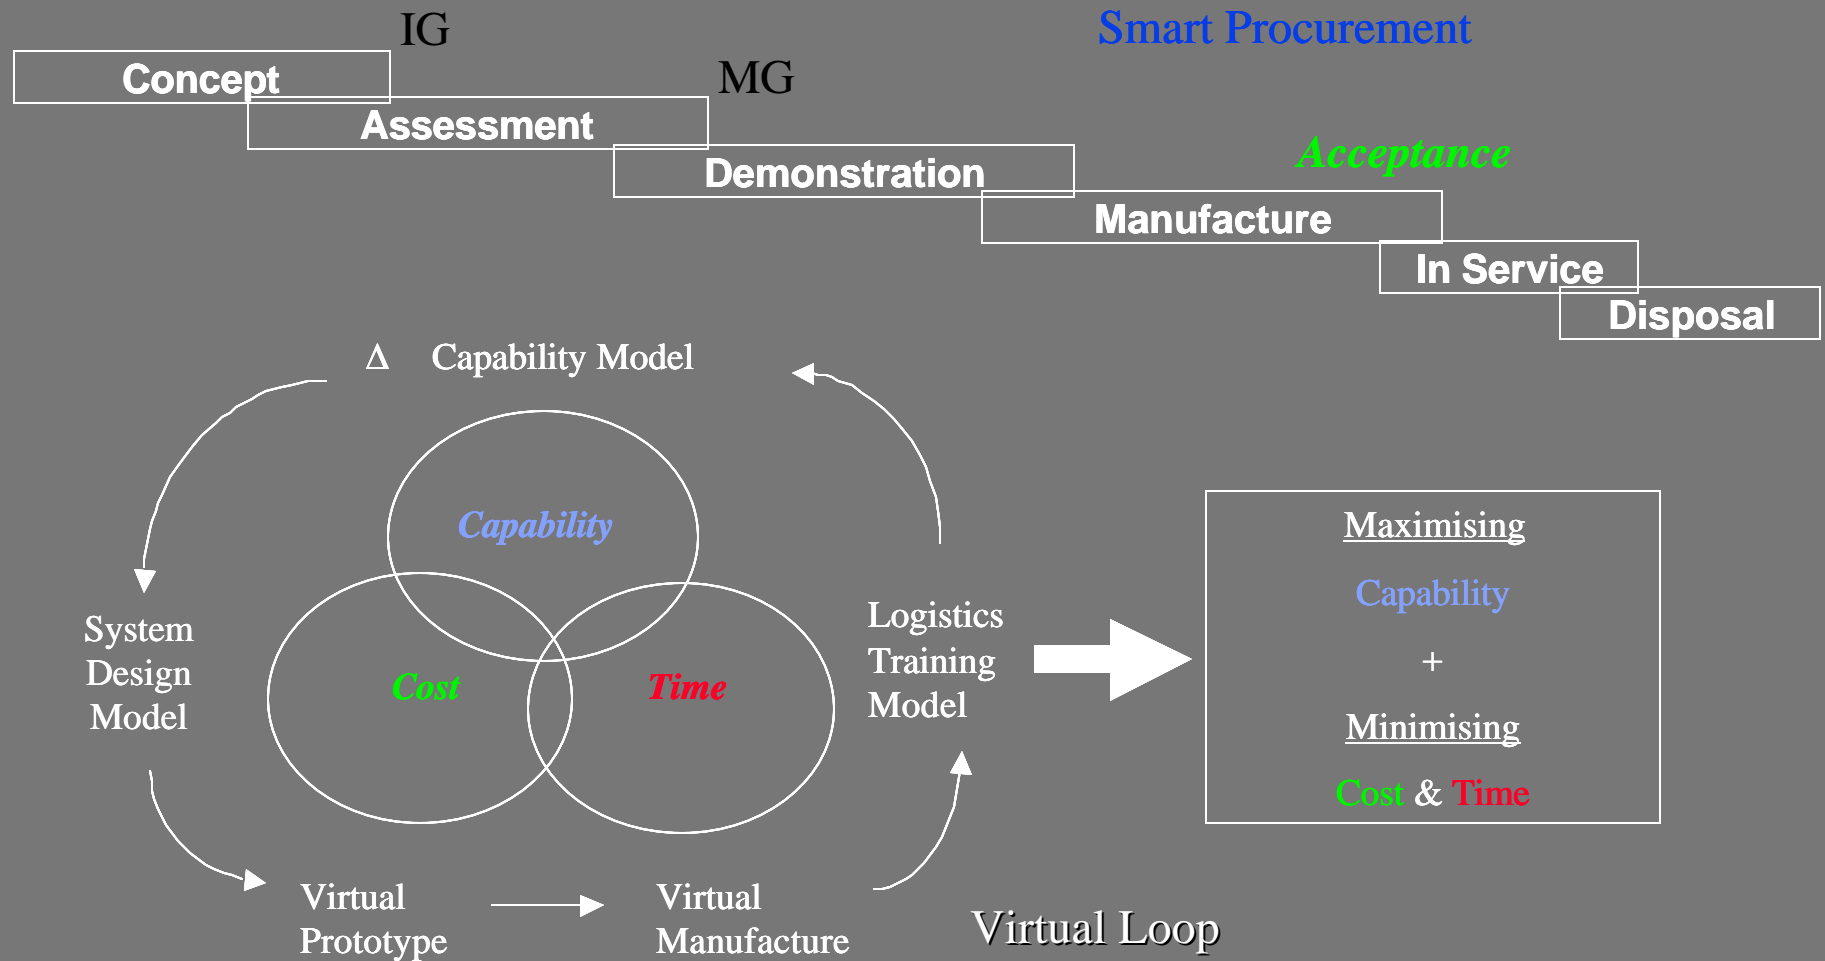 IG
Smart Procurement
Concept
MG
Assessment
Acceptance
Demonstration
Manufacture
In Service
Disposal
Δ Capability Model
Capability
Cost
Time
System
Design
Model
Logistics
Training
Model
Virtual
Prototype
Virtual
Manufacture
Virtual Loop
Maximising
Capability
+
Minimising
Cost & Time